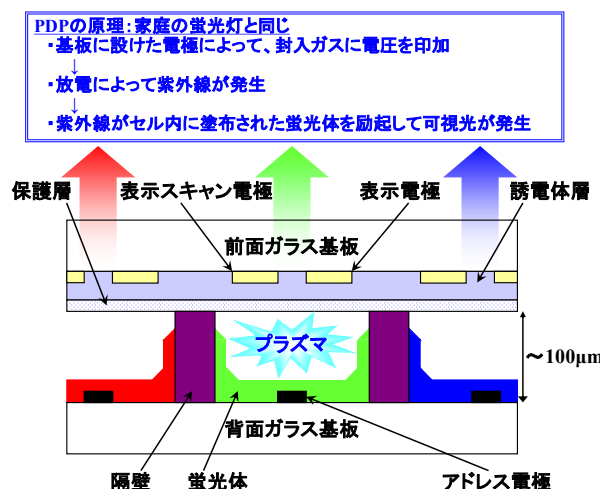 PDPの原理：家庭の蛍光灯と同じ
・基板に設けた電極によって、封入ガスに電圧を印加
↓
・放電によって紫外線が発生
↓
・紫外線がセル内に塗布された蛍光体を励起して可視光が発生
保護層 表示スキャン電極 表示電極 誘電体層
前面ガラス基板
プラズマ
～100μm
背面ガラス基板
隔壁 蛍光体 アドレス電極